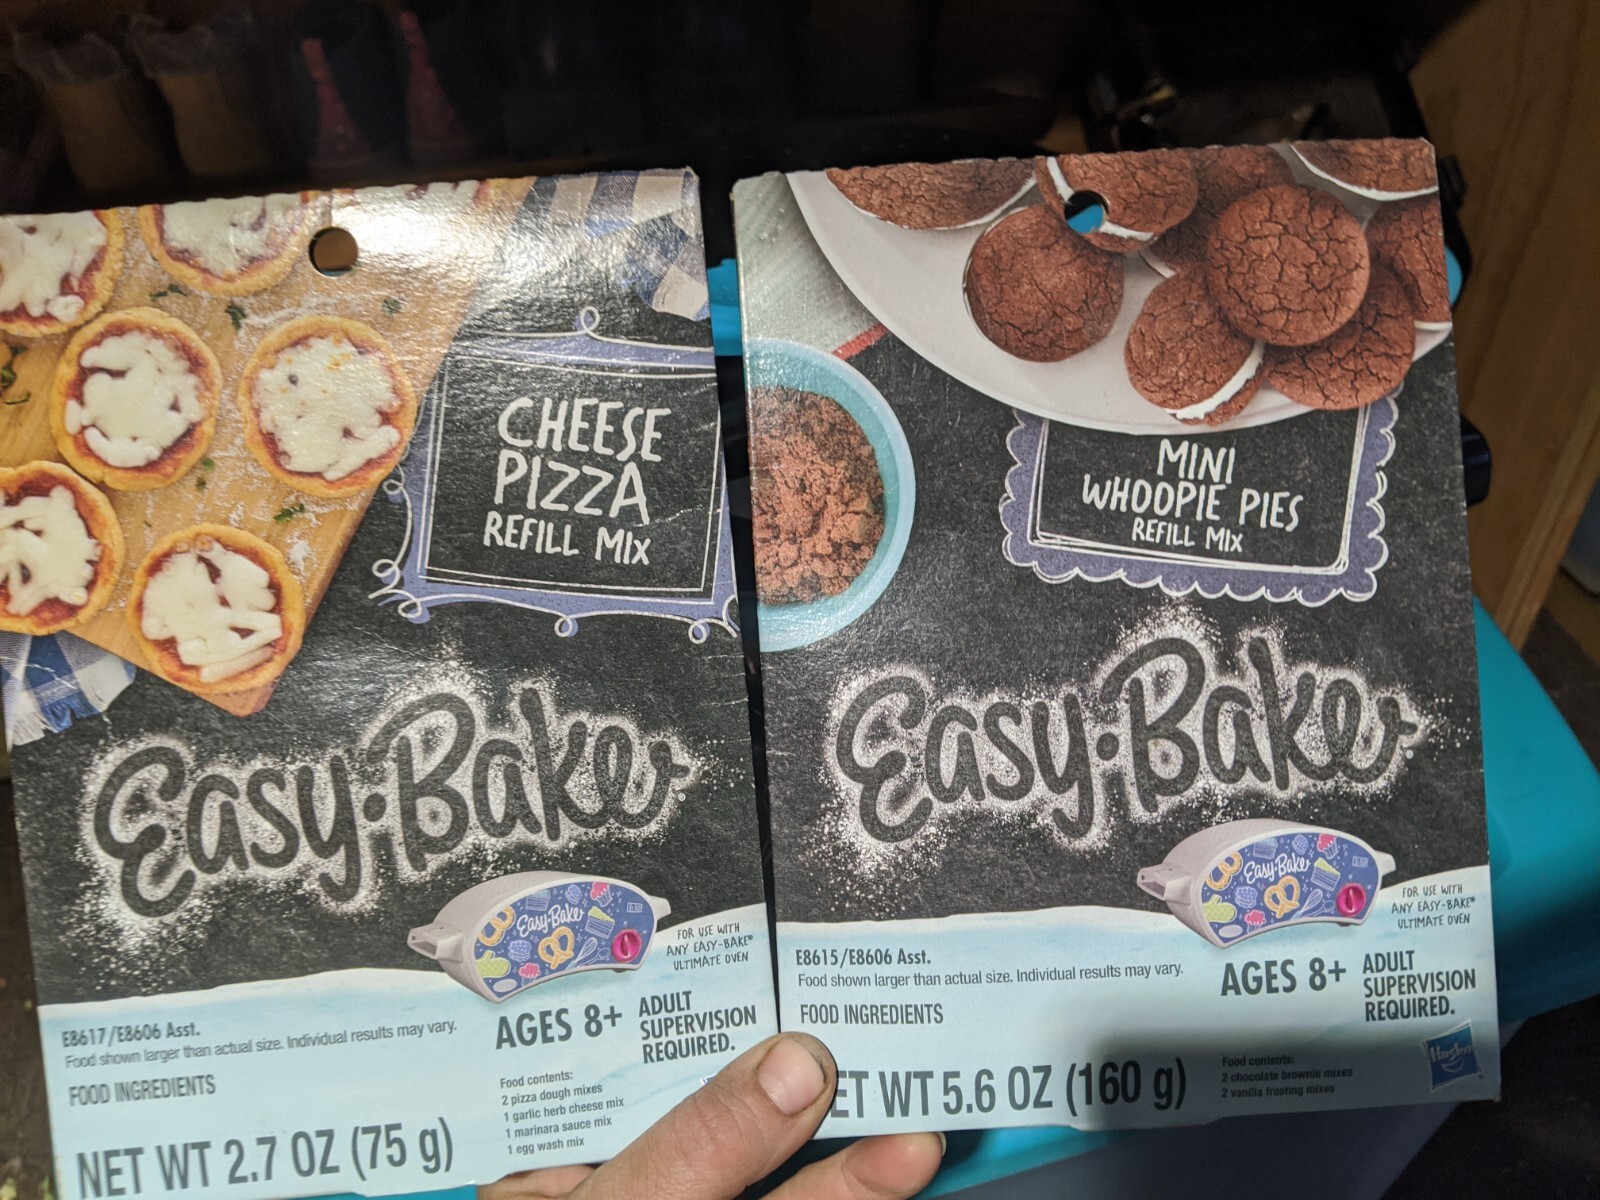 CHEESE
PIZZA
REFILL MIX
Easy-Bake
Easy-Bake
FOR USE WITH
ANY EASY-BAKE®
ULTIMATE OVEN
E8617/E8606 Asst.
Food shown larger than actual size. Individual results may vary.
FOOD INGREDIENTS
AGES 8+
ADULT
SUPERVISION
REQUIRED.
Food contents:
2 pizza dough mixes
1 garlic herb cheese mix
1 marinara sauce mix
1 egg wash mix
NET WT 2.7 OZ (75 g)
MINI
WHOOPIE PIES
REFILL MIX
Easy-Bake
Easy-Bake
FOR USE WITH
ANY EASY-BAKE®
ULTIMATE OVEN
E8615/E8606 Asst.
Food shown larger than actual size. Individual results may vary.
FOOD INGREDIENTS
AGES 8+
ADULT
SUPERVISION
REQUIRED.
ET WT 5.6 OZ (160 g)
Food contents:
2 chocolate brownie mixes
2 vanilla frosting mixes
Hasbro